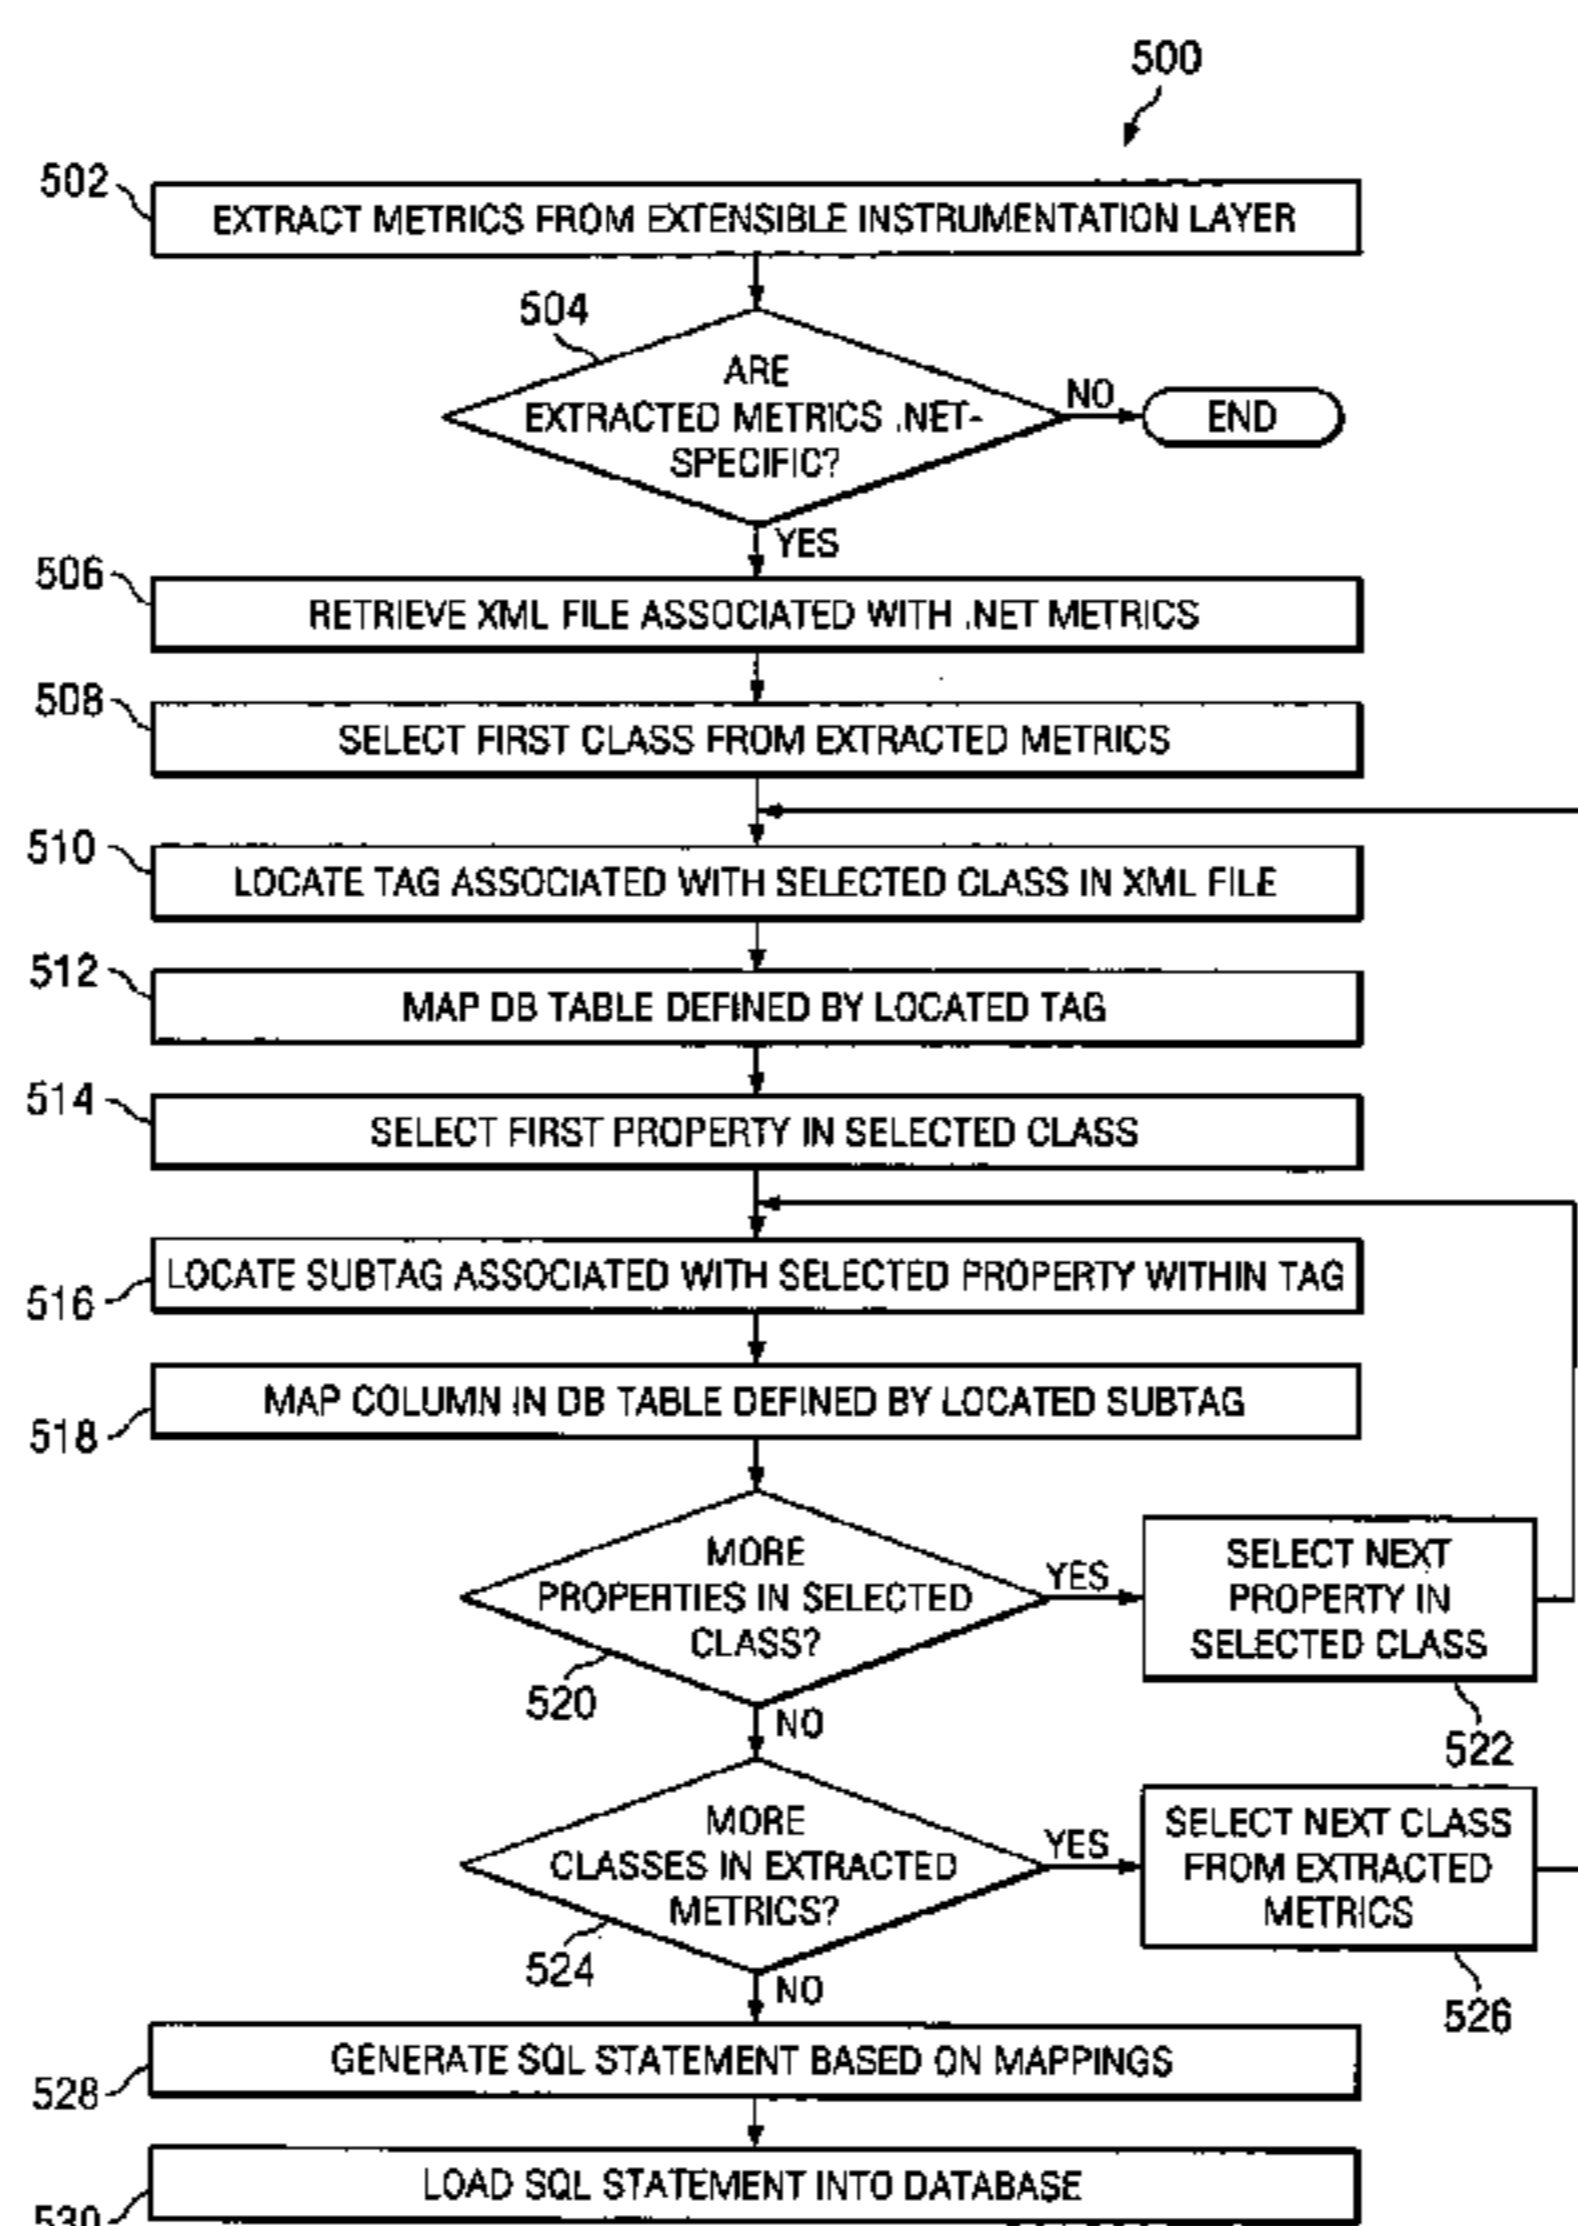 500
502
EXTRACT METRICS FROM EXTENSIBLE INSTRUMENTATION LAYER
504
ARE
EXTRACTED METRICS .NET-
SPECIFIC?
NO
END
YES
506
RETRIEVE XML FILE ASSOCIATED WITH .NET METRICS
508
SELECT FIRST CLASS FROM EXTRACTED METRICS
510
LOCATE TAG ASSOCIATED WITH SELECTED CLASS IN XML FILE
512
MAP DB TABLE DEFINED BY LOCATED TAG
514
SELECT FIRST PROPERTY IN SELECTED CLASS
LOCATE SUBTAG ASSOCIATED WITH SELECTED PROPERTY WITHIN TAG
516
MAP COLUMN IN DB TABLE DEFINED BY LOCATED SUBTAG
518
MORE
PROPERTIES IN SELECTED
CLASS?
520
YES
SELECT NEXT
PROPERTY IN
SELECTED CLASS
522
NO
MORE
CLASSES IN EXTRACTED
METRICS?
524
YES
SELECT NEXT CLASS
FROM EXTRACTED
METRICS
526
NO
GENERATE SQL STATEMENT BASED ON MAPPINGS
528
LOAD SQL STATEMENT INTO DATABASE
530